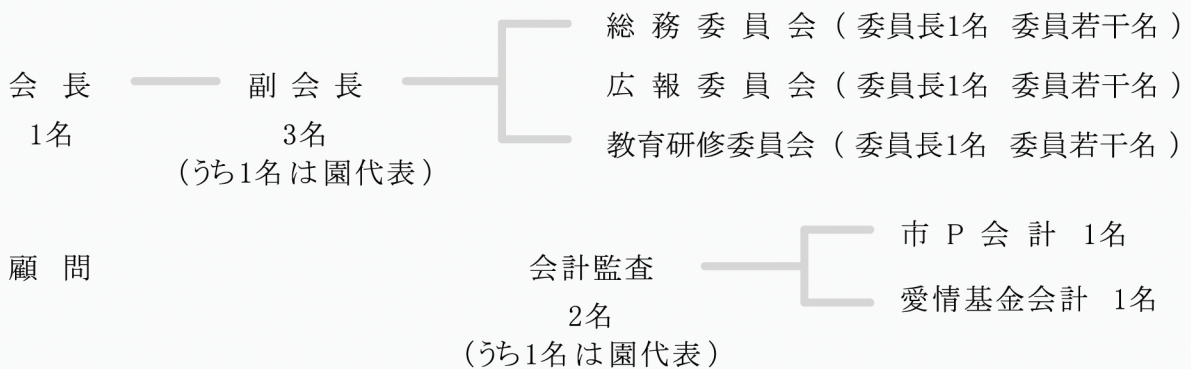 総務委員会（委員長1名 委員若干名）
会長 副会長 広報委員会（委員長1名 委員若干名）
1名 3名 教育研修委員会（委員長1名 委員若干名）
（うち1名は園代表）
市P会計 1名
顧問 会計監査
愛情基金会計 1名
2名
（うち1名は園代表）